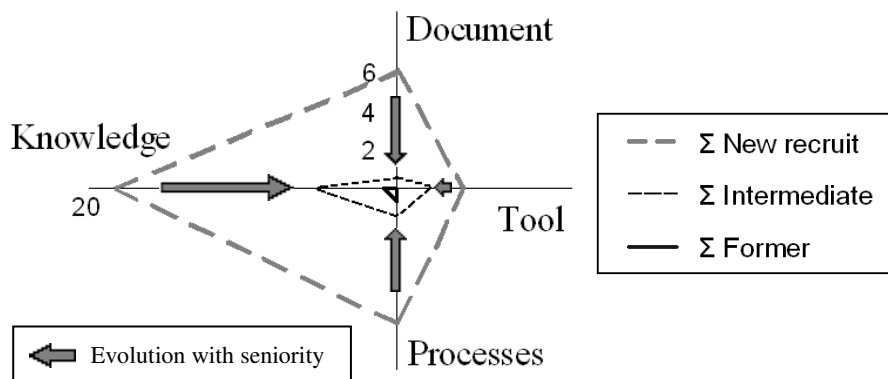 Document
6
4
2
Knowledge
20
Tool
Processes
Σ New recruit
Σ Intermediate
Σ Former
Evolution with seniority